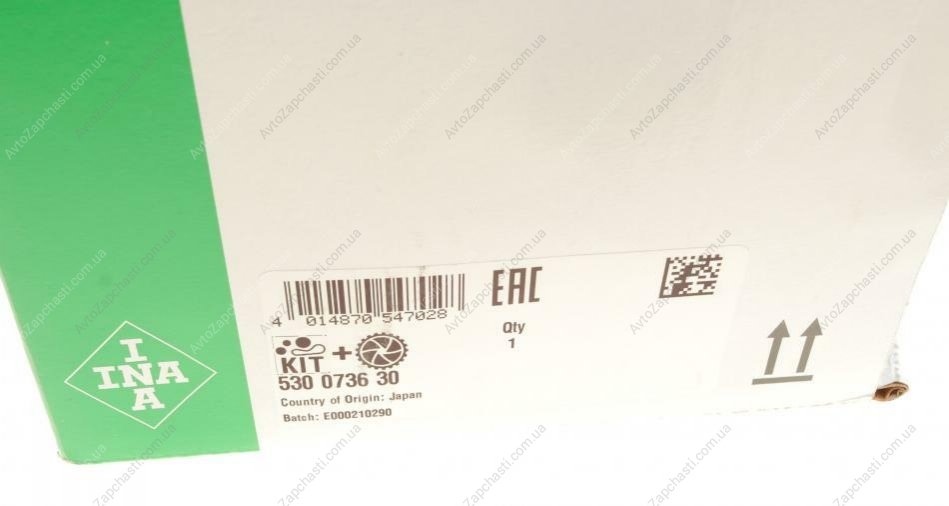 I
INA
A
EAC
4 014870 547028
Qty
1
KIT +
530 0736 30
Country of Origin: Japan
Batch: E000210290
AvtoZapchasti.com.ua